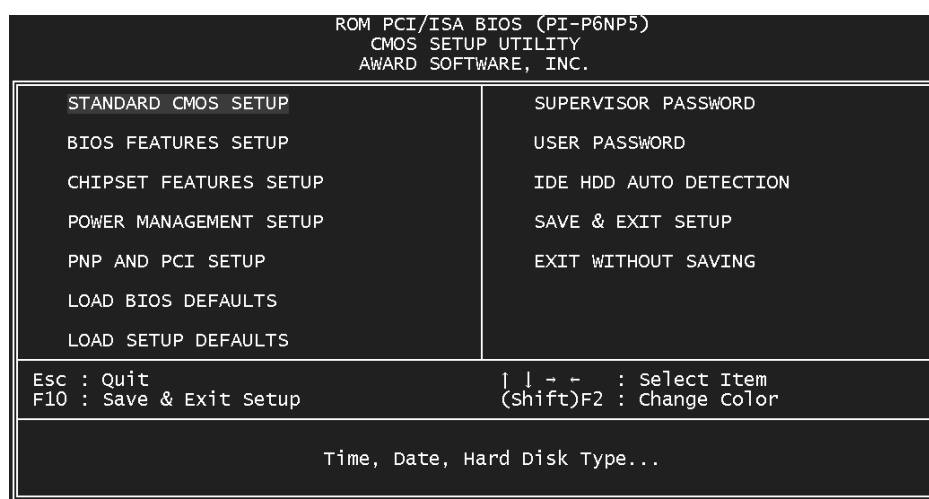 ROM PCI/ISA BIOS (PI-P6NP5)
CMOS SETUP UTILITY
AWARD SOFTWARE, INC.
STANDARD CMOS SETUP
BIOS FEATURES SETUP
CHIPSET FEATURES SETUP
POWER MANAGEMENT SETUP
PNP AND PCI SETUP
LOAD BIOS DEFAULTS
LOAD SETUP DEFAULTS
SUPERVISOR PASSWORD
USER PASSWORD
IDE HDD AUTO DETECTION
SAVE & EXIT SETUP
EXIT WITHOUT SAVING
Esc : Quit
F10 : Save & Exit Setup
↑ ↓ → ← : Select Item
(Shift)F2 : Change Color
Time, Date, Hard Disk Type...